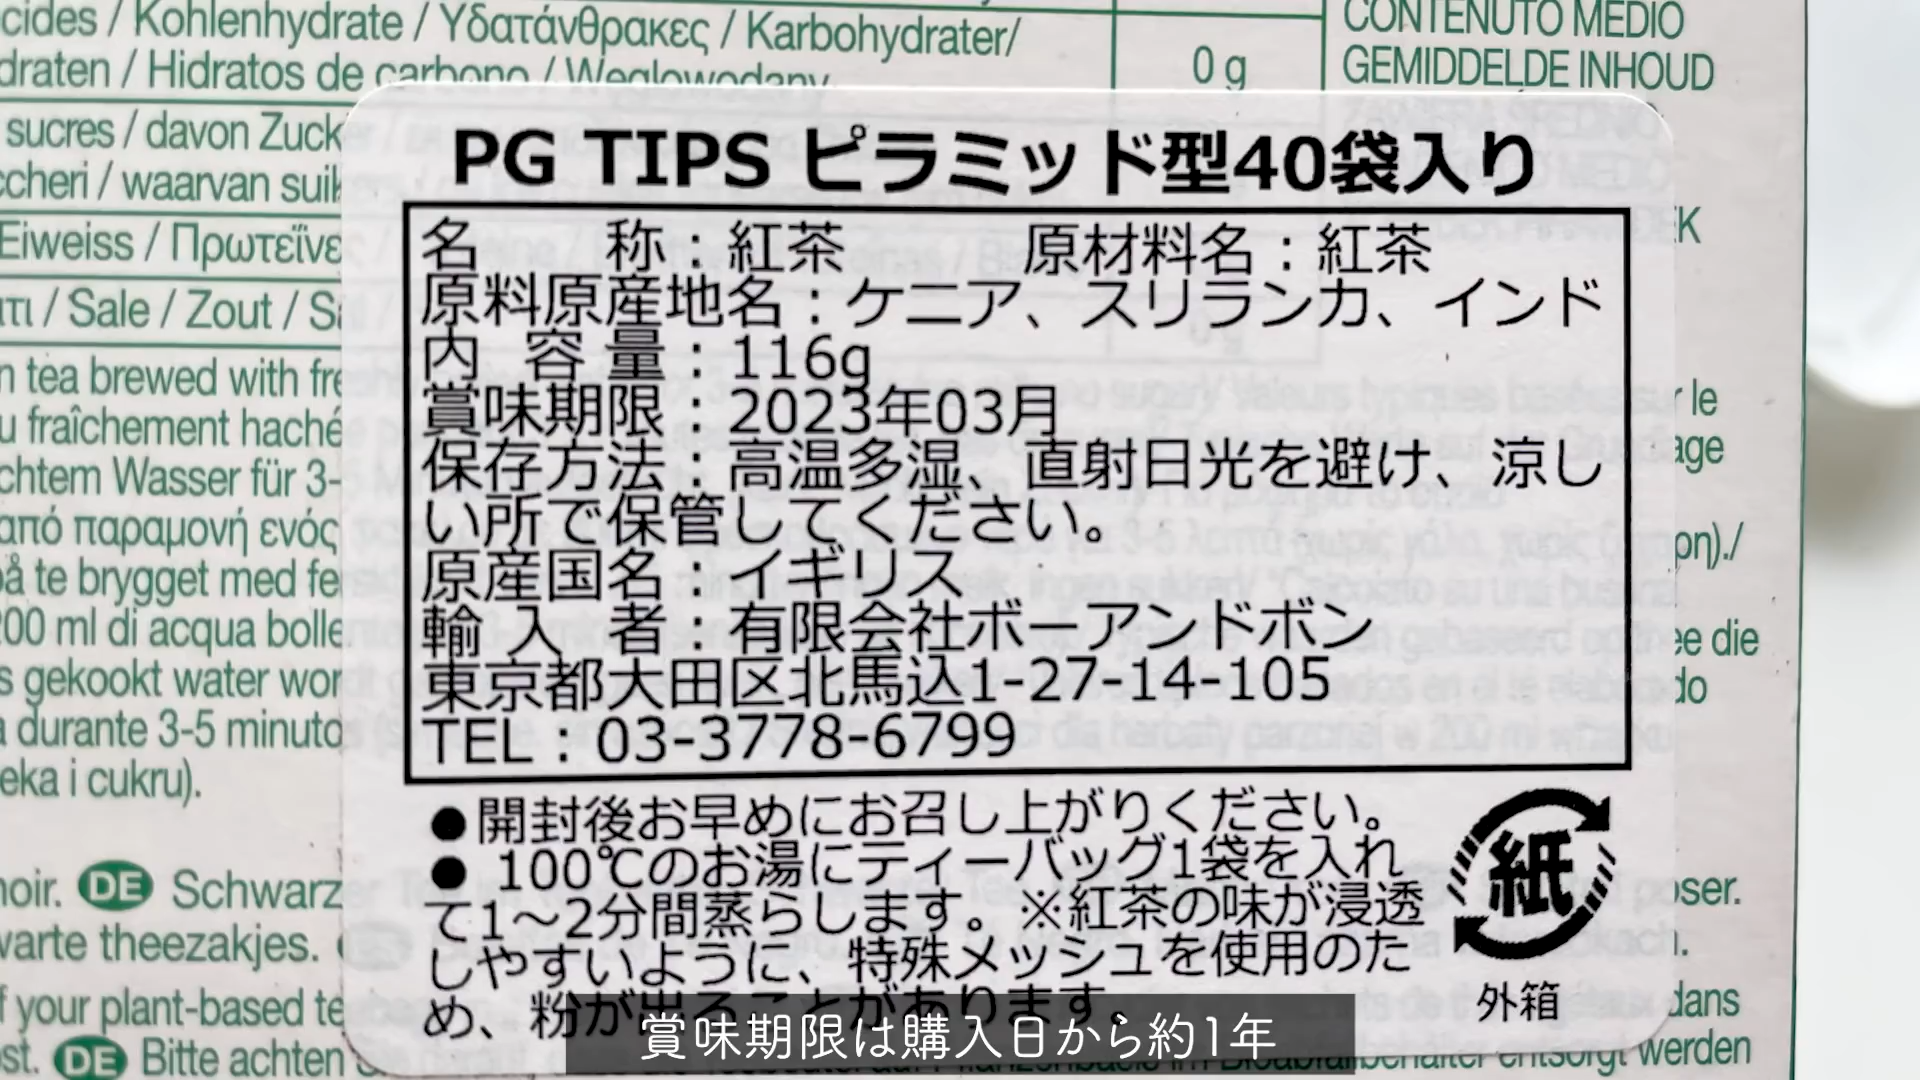 cides / Kohlenhydrate / Υδατάνθρακες / Karbohydrater/
draten / Hidratos de carbono / Węglowodany
0 g
CONTENUTO MEDIO
GEMIDDELDE INHOUD
sucres / davon Zuck
ccheri / waarvan suik
Eiweiss / Πρωτεΐνες
τι / Sale / Zout / S
n tea brewed with fre
u fraîchement haché
chtem Wasser für 3-
από παραμονή ενός
å te brygget med fe
200 ml di acqua bolle
s gekookt water wor
a durante 3-5 minuto
eka i cukru).
noir. DE Schwarz
warte theezakjes.
f your plant-based te
st. DE Bitte achten
PG TIPS ピラミッド型40袋入り
名 称：紅茶 原材料名：紅茶
原料原産地名：ケニア、スリランカ、インド
内 容 量：116g
賞味期限：2023年03月
保存方法：高温多湿、直射日光を避け、涼し
い所で保管してください。
原産国名：イギリス
輸 入 者：有限会社ボーアンドボン
東京都大田区北馬込1-27-14-105
TEL：03-3778-6799
●開封後お早めにお召し上がりください。
●100℃のお湯にティーバッグ1袋を入れ
て1～2分間蒸らします。※紅茶の味が浸透
しやすいように、特殊メッシュを使用のた
め、粉が出ることがあります。
紙
外箱
K
r le
age
ρη)./
ee die
do
oser.
kach.
dans
entsorgt werden
賞味期限は購入日から約1年